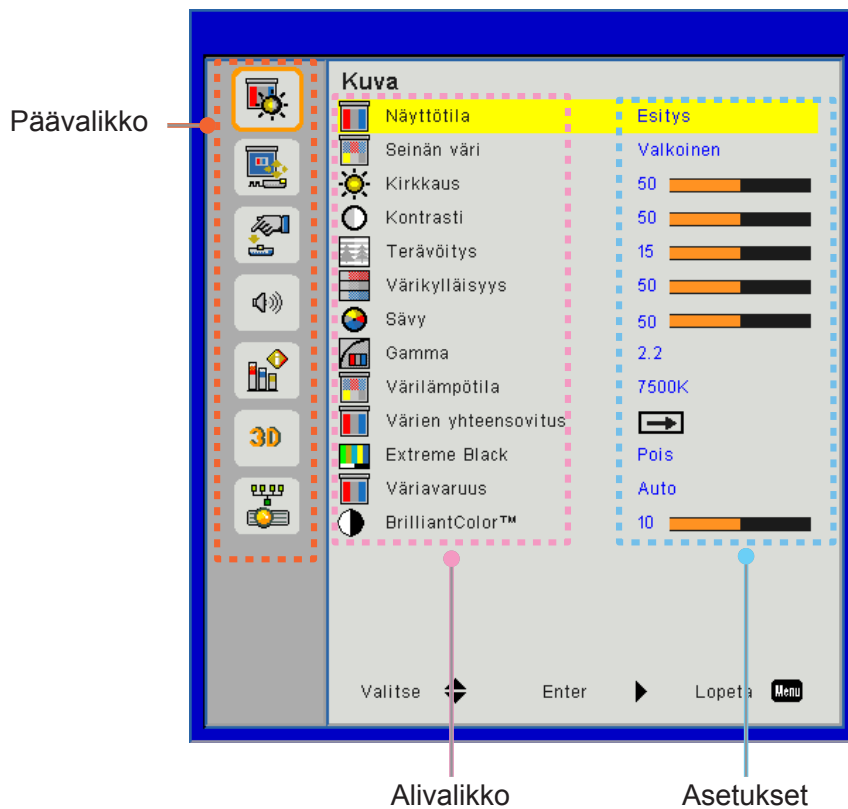 Kuva
Päävalikko
Näyttötila Esitys
Seinän väri Valkoinen
Kirkkaus 50
Kontrasti 50
Terävöitys 15
Värikylläisyys 50
Sävy 50
Gamma 2.2
Värilämpötila 7500K
Värien yhteensovitus
Extreme Black Pois
3D
Väriavaruus Auto
BrilliantColor™ 10
Valitse Enter Lopeta Menu
Alivalikko Asetukset